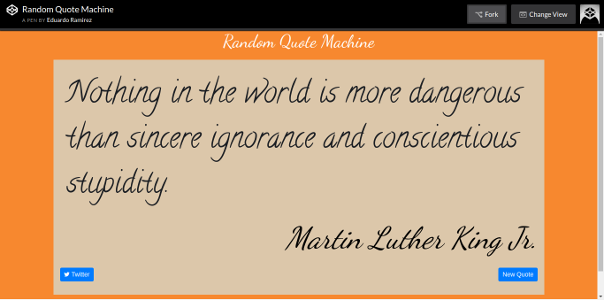 Random Quote Machine
A PEN BY Eduardo Ramirez
Fork
Change View
Random Quote Machine
Nothing in the world is more dangerous
than sincere ignorance and conscientious
stupidity.
Martin Luther King Jr.
Twitter
New Quote